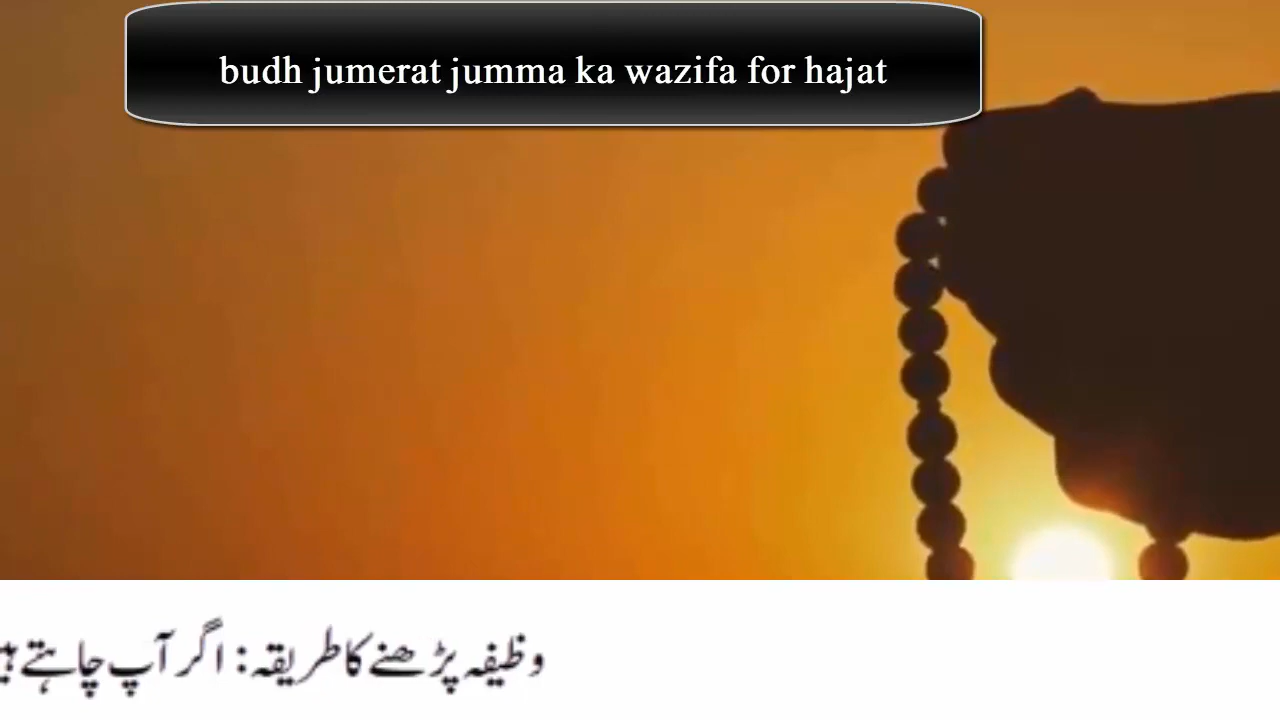 budh jumerat jumma ka wazifa for hajat
وظیفہ پڑھنے کا طریقہ: اگر آپ چاہتے